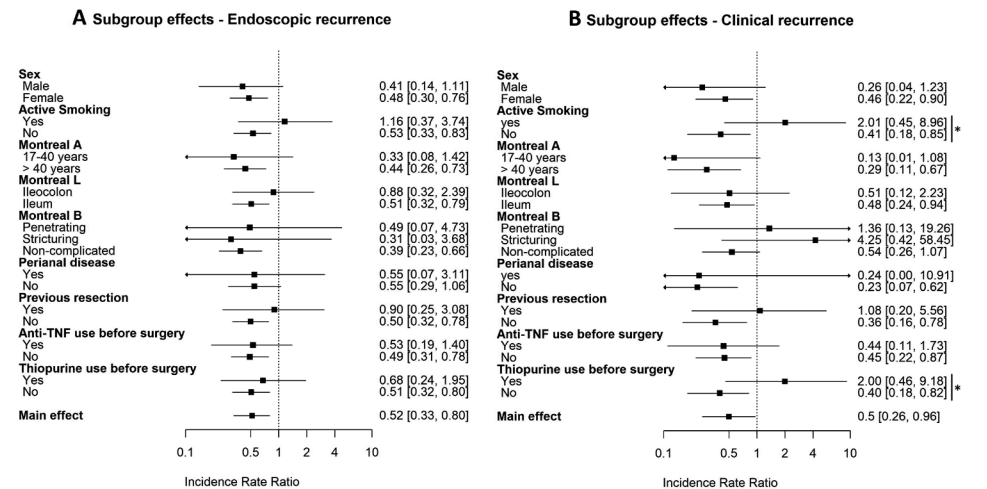 A Subgroup effects - Endoscopic recurrence
Sex
Male 0.41 [0.14, 1.11]
Female 0.48 [0.30, 0.76]
Active Smoking
Yes 1.16 [0.37, 3.74]
No 0.53 [0.33, 0.83]
Montreal A
17-40 years 0.33 [0.08, 1.42]
> 40 years 0.44 [0.26, 0.73]
Montreal L
Ileocolon 0.88 [0.32, 2.39]
Ileum 0.51 [0.32, 0.79]
Montreal B
Penetrating 0.49 [0.07, 4.73]
Stricturing 0.31 [0.03, 3.68]
Non-complicated 0.39 [0.23, 0.66]
Perianal disease
Yes 0.55 [0.07, 3.11]
No 0.55 [0.29, 1.06]
Previous resection
Yes 0.90 [0.25, 3.08]
No 0.50 [0.32, 0.78]
Anti-TNF use before surgery
Yes 0.53 [0.19, 1.40]
No 0.49 [0.31, 0.78]
Thiopurine use before surgery
Yes 0.68 [0.24, 1.95]
No 0.51 [0.32, 0.80]
Main effect 0.52 [0.33, 0.80]
0.1 0.5 1 2 4 10
Incidence Rate Ratio
B Subgroup effects - Clinical recurrence
Sex
Male 0.26 [0.04, 1.23]
Female 0.46 [0.22, 0.90]
Active Smoking
yes 2.01 [0.45, 8.96]
No 0.41 [0.18, 0.85] *
Montreal A
17-40 years 0.13 [0.01, 1.08]
> 40 years 0.29 [0.11, 0.67]
Montreal L
Ileocolon 0.51 [0.12, 2.23]
Ileum 0.48 [0.24, 0.94]
Montreal B
Penetrating 1.36 [0.13, 19.26]
Stricturing 4.25 [0.42, 58.45]
Non-complicated 0.54 [0.26, 1.07]
Perianal disease
yes 0.24 [0.00, 10.91]
No 0.23 [0.07, 0.62]
Previous resection
Yes 1.08 [0.20, 5.56]
No 0.36 [0.16, 0.78]
Anti-TNF use before surgery
Yes 0.44 [0.11, 1.73]
No 0.45 [0.22, 0.87]
Thiopurine use before surgery
Yes 2.00 [0.46, 9.18]
No 0.40 [0.18, 0.82] *
Main effect 0.5 [0.26, 0.96]
0.1 0.5 1 2 4 10
Incidence Rate Ratio